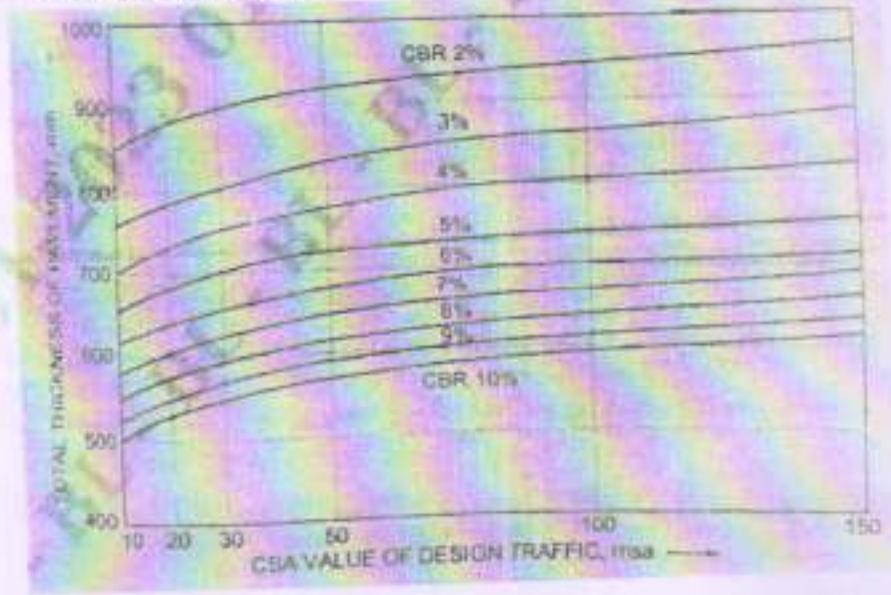 1000
CBR 2%
900
3%
800
4%
5%
700
6%
7%
8%
600
9%
CBR 10%
500
400
10 20 30 50 100 150
TOTAL THICKNESS OF PAVEMENT, mm
CSA VALUE OF DESIGN TRAFFIC, msa